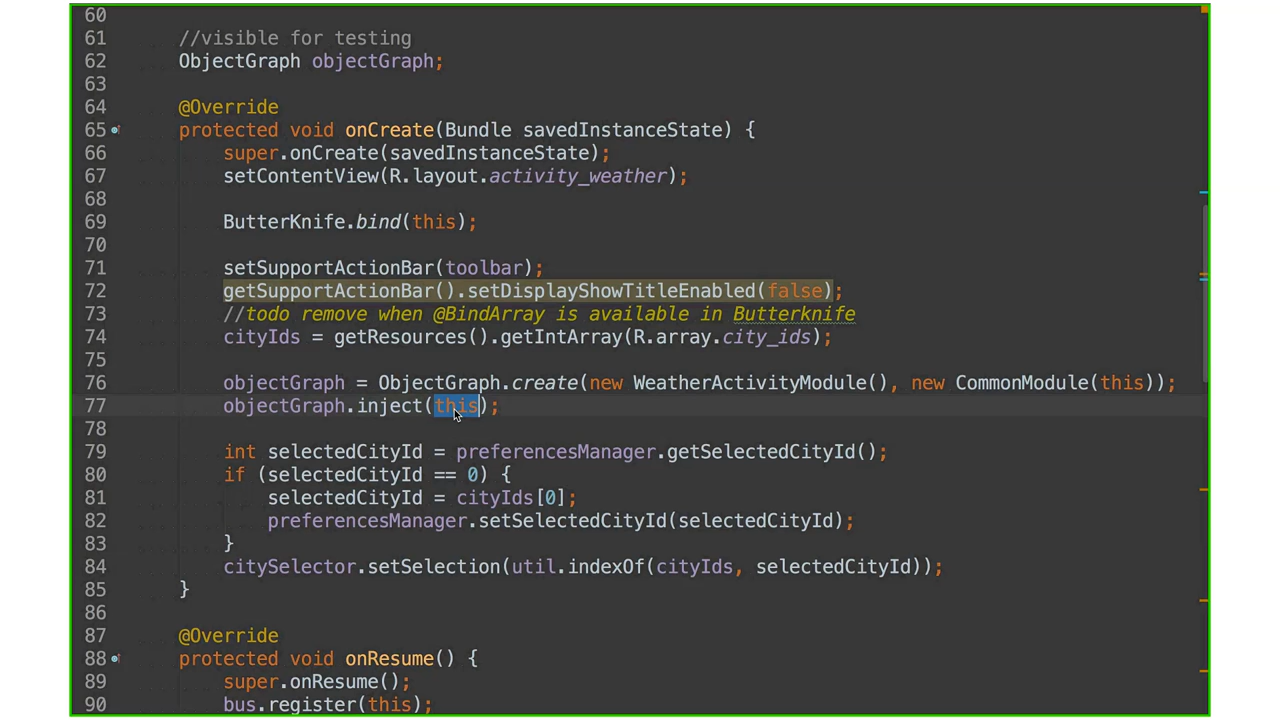 60
61 //visible for testing
62 ObjectGraph objectGraph;
63
64 @Override
65 protected void onCreate(Bundle savedInstanceState) {
66 super.onCreate(savedInstanceState);
67 setContentView(R.layout.activity_weather);
68
69 ButterKnife.bind(this);
70
71 setSupportActionBar(toolbar);
72 getSupportActionBar().setDisplayShowTitleEnabled(false);
73 //todo remove when @BindArray is available in Butterknife
74 cityIds = getResources().getIntArray(R.array.city_ids);
75
76 objectGraph = ObjectGraph.create(new WeatherActivityModule(), new CommonModule(this));
77 objectGraph.inject(this);
78
79 int selectedCityId = preferencesManager.getSelectedCityId();
80 if (selectedCityId == 0) {
81 selectedCityId = cityIds[0];
82 preferencesManager.setSelectedCityId(selectedCityId);
83 }
84 citySelector.setSelection(util.indexOf(cityIds, selectedCityId));
85 }
86
87 @Override
88 protected void onResume() {
89 super.onResume();
90 bus.register(this);